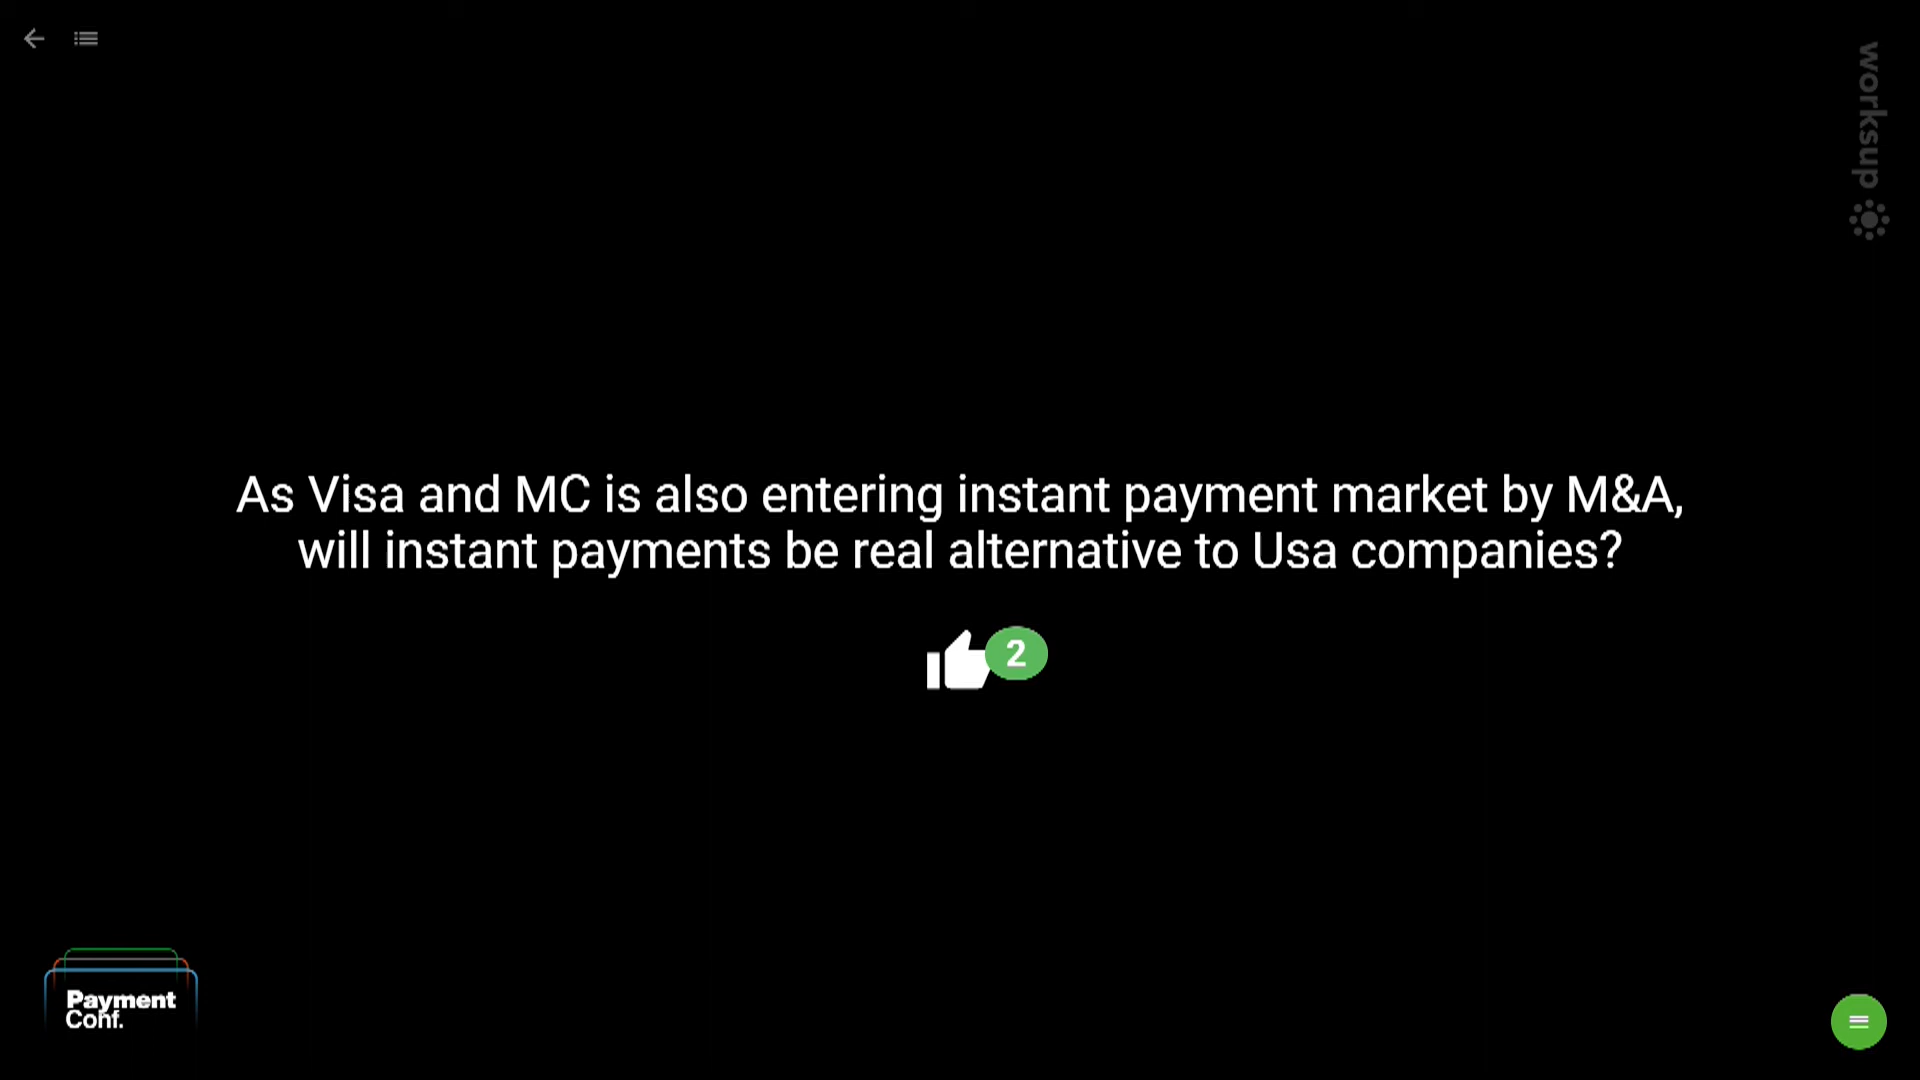 worksup
As Visa and MC is also entering instant payment market by M&A,
will instant payments be real alternative to Usa companies?
2
Payment
Conf.